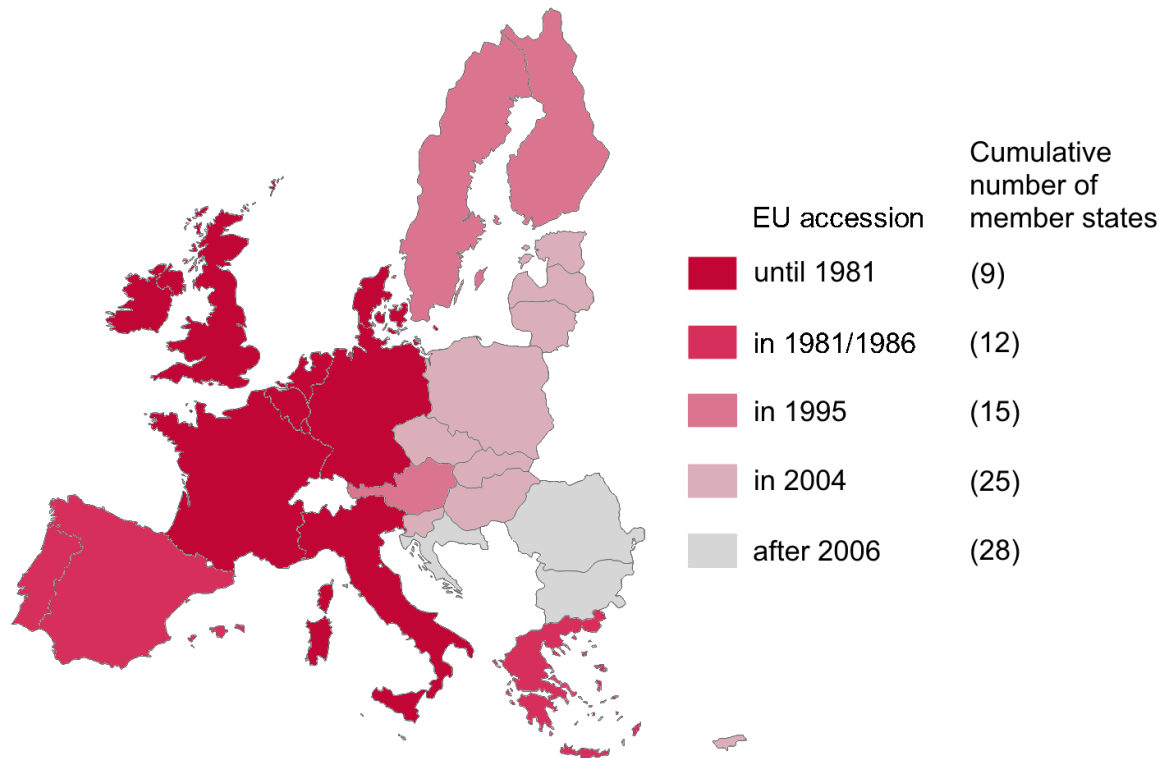 Cumulative
number of
EU accession member states
until 1981 (9)
in 1981/1986 (12)
in 1995 (15)
in 2004 (25)
after 2006 (28)